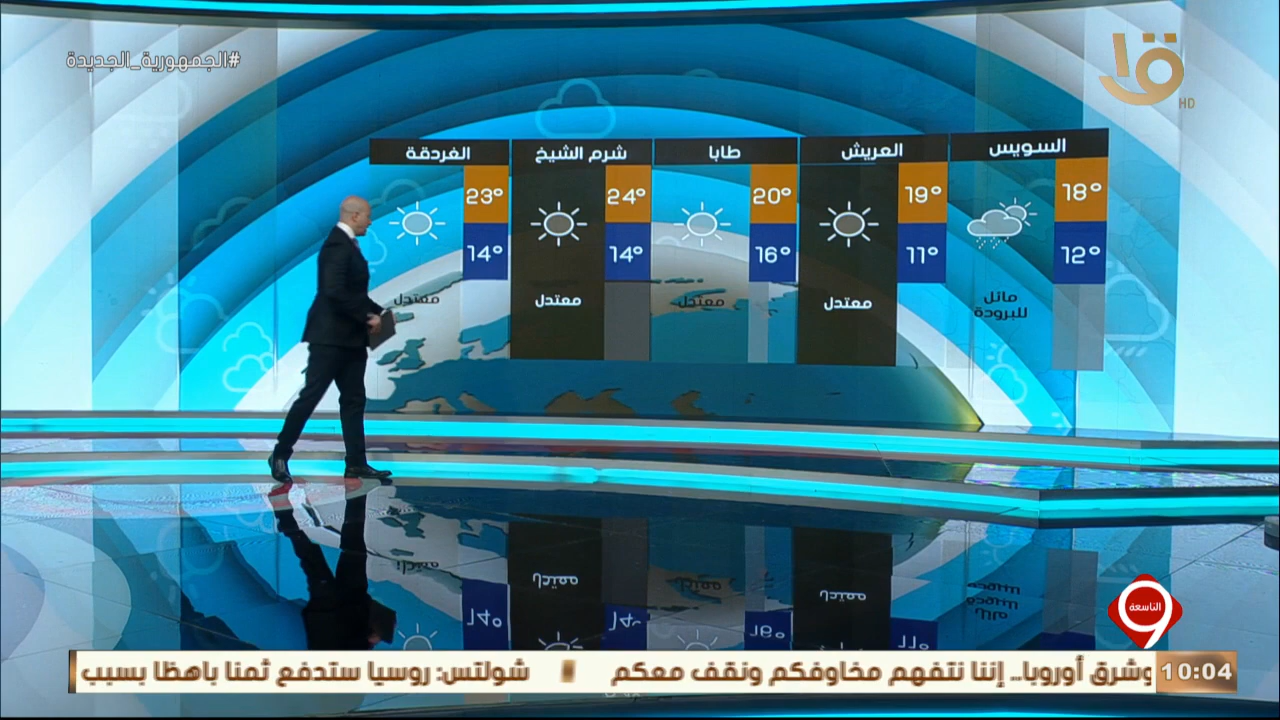 #الجمهورية_الجديدة
HD
السويس
18°
12°
مائل
للبرودة
العريش
19°
11°
معتدل
طابا
20°
16°
معتدل
شرم الشيخ
24°
14°
معتدل
الغردقة
23°
14°
معتدل
التاسعة
9
10:04
وشرق أوروبا.. إننا نتفهم مخاوفكم ونقف معكم
شولتس: روسيا ستدفع ثمنا باهظا بسبب